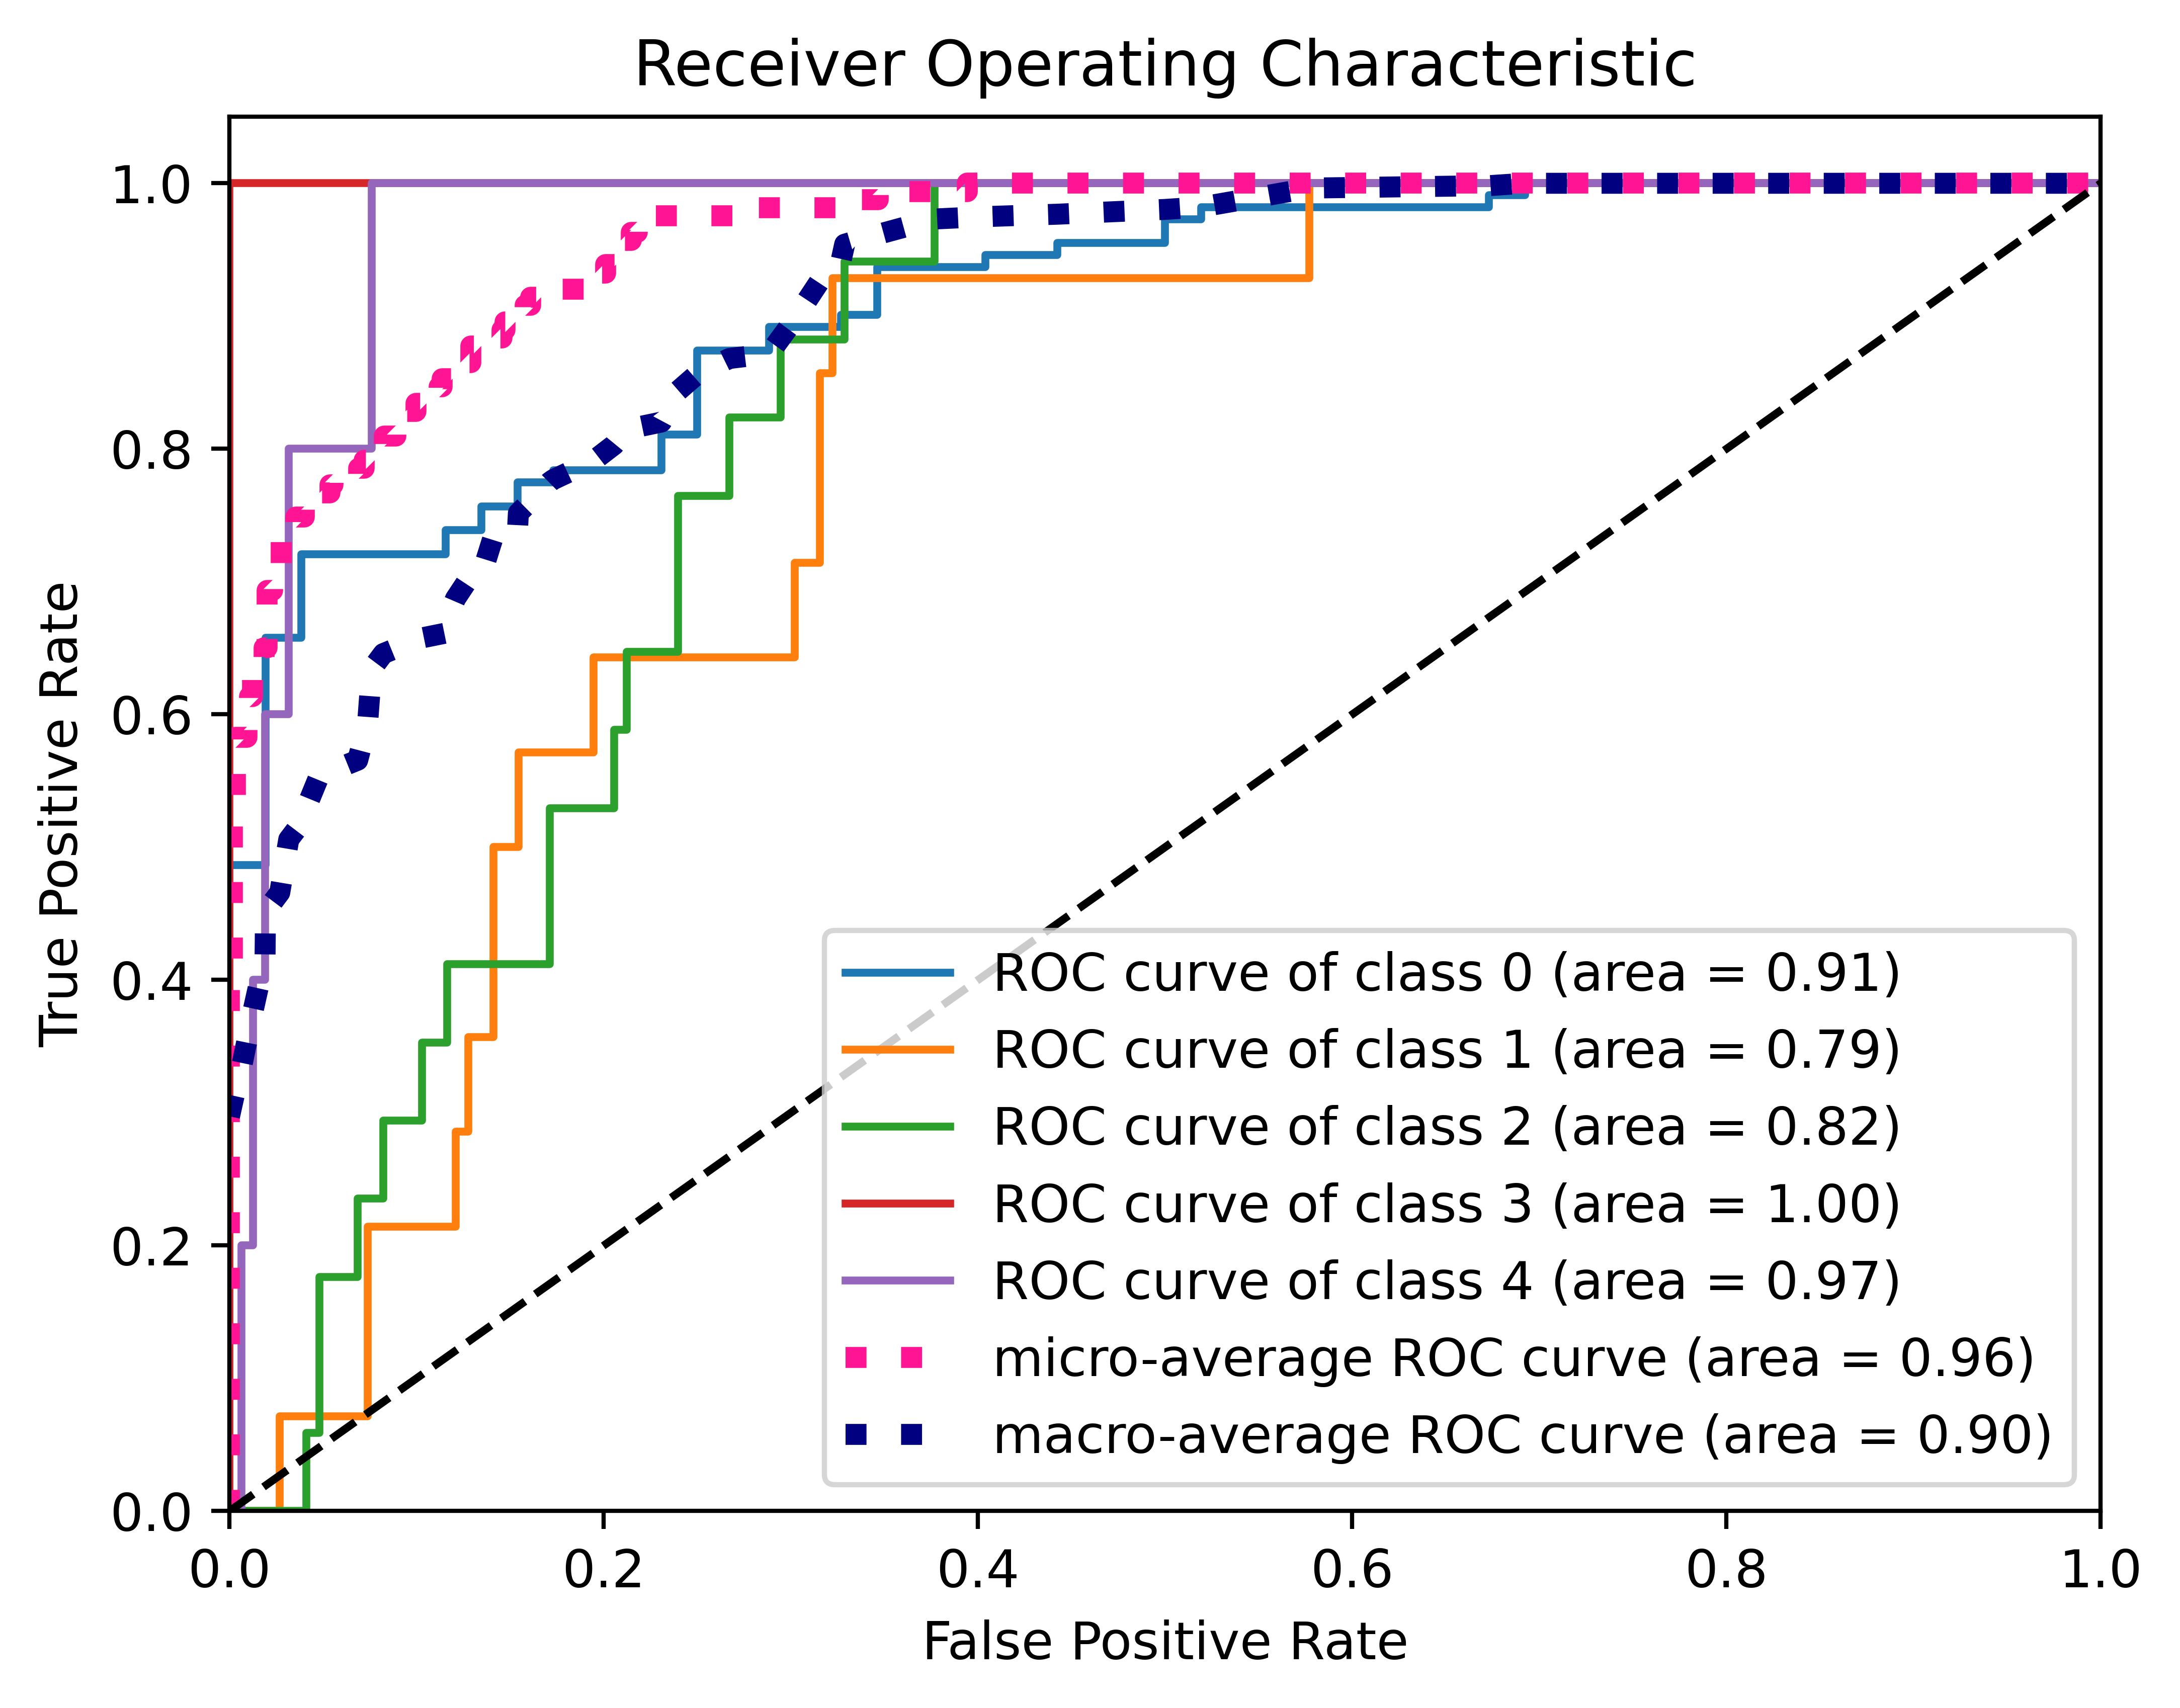 Receiver Operating Characteristic
1.0
0.8
0.6
0.4
0.2
0.0
True Positive Rate
ROC curve of class 0 (area = 0.91)
ROC curve of class 1 (area = 0.79)
ROC curve of class 2 (area = 0.82)
ROC curve of class 3 (area = 1.00)
ROC curve of class 4 (area = 0.97)
micro-average ROC curve (area = 0.96)
macro-average ROC curve (area = 0.90)
0.0 0.2 0.4 0.6 0.8 1.0
False Positive Rate